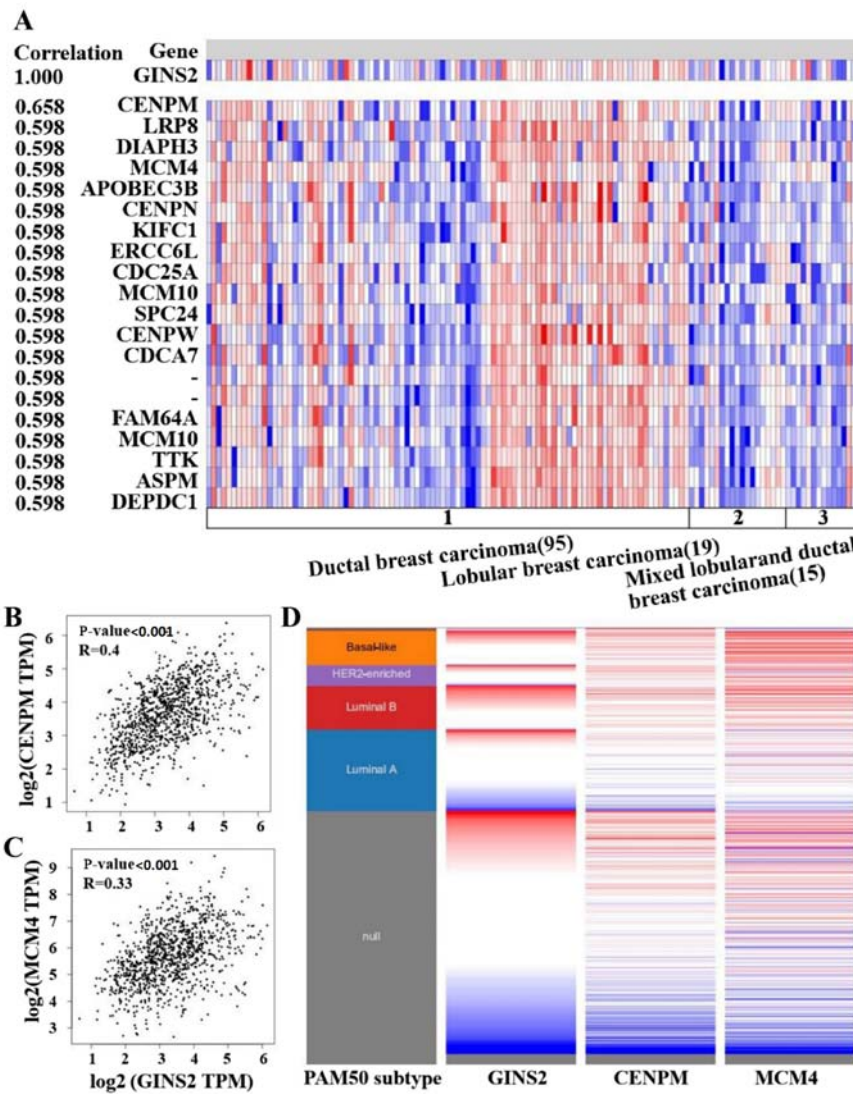 A
Correlation Gene
1.000 GINS2
0.658 CENPM
0.598 LRP8
0.598 DIAPH3
0.598 MCM4
0.598 APOBEC3B
0.598 CENPN
0.598 KIFC1
0.598 ERCC6L
0.598 CDC25A
0.598 MCM10
0.598 SPC24
0.598 CENPW
0.598 CDCA7
0.598 -
0.598 -
0.598 FAM64A
0.598 MCM10
0.598 TTK
0.598 ASPM
0.598 DEPDC1
1 2 3
Ductal breast carcinoma(95)
Lobular breast carcinoma(19)
Mixed lobularand ductal
breast carcinoma(15)
B
P-value<0.001
R=0.4
log2(CENPM TPM)
6
5
4
3
2
1
1 2 3 4 5 6
C
P-value<0.001
R=0.33
log2(MCM4 TPM)
9
8
7
6
5
4
3
1 2 3 4 5 6
log2 (GINS2 TPM)
D
Basal-like
HER2-enriched
Luminal B
Luminal A
null
PAM50 subtype GINS2 CENPM MCM4